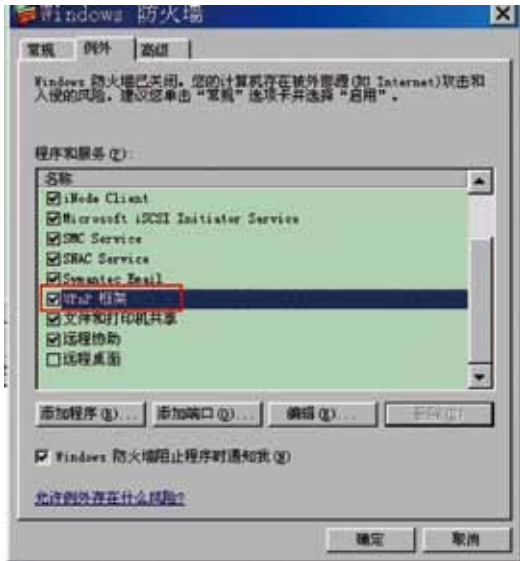 Windows 防火墙
常规 例外 高级
Windows 防火墙已关闭。您的计算机存在被外部源(如 Internet)攻击和
入侵的风险。建议您单击“常规”选项卡并选择“启用”。
程序和服务(P):
名称
iNode Client
Microsoft iSCSI Initiator Service
SMC Service
SNAC Service
Symantec Email
UPnP 框架
文件和打印机共享
远程协助
远程桌面
添加程序(R)... 添加端口(O)... 编辑(E)...
Windows 防火墙阻止程序时通知我(N)
允许例外存在什么风险?
确定 取消